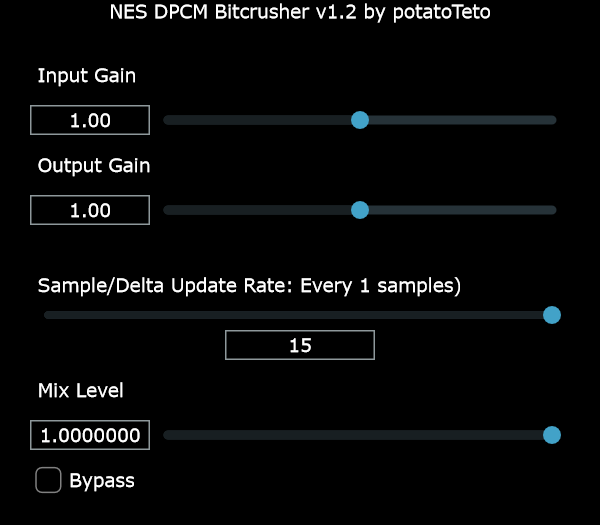 NES DPCM Bitcrusher v1.2 by potatoTeto
Input Gain
1.00
Output Gain
1.00
Sample/Delta Update Rate: Every 1 samples)
15
Mix Level
1.0000000
Bypass